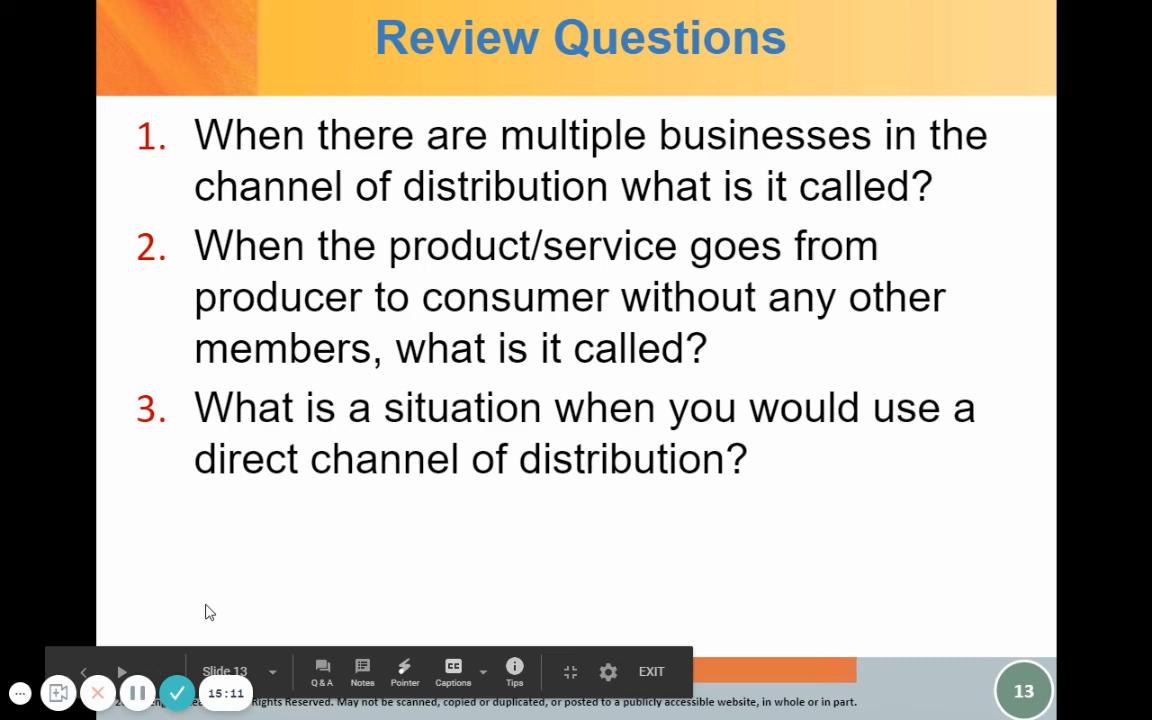 Review Questions
1. When there are multiple businesses in the
channel of distribution what is it called?
2. When the product/service goes from
producer to consumer without any other
members, what is it called?
3. What is a situation when you would use a
direct channel of distribution?
Slide 13
Q & A
Notes
Pointer
CC
Captions
Tips
EXIT
15:11
Rights Reserved. May not be scanned, copied or duplicated, or posted to a publicly accessible website, in whole or in part.
13